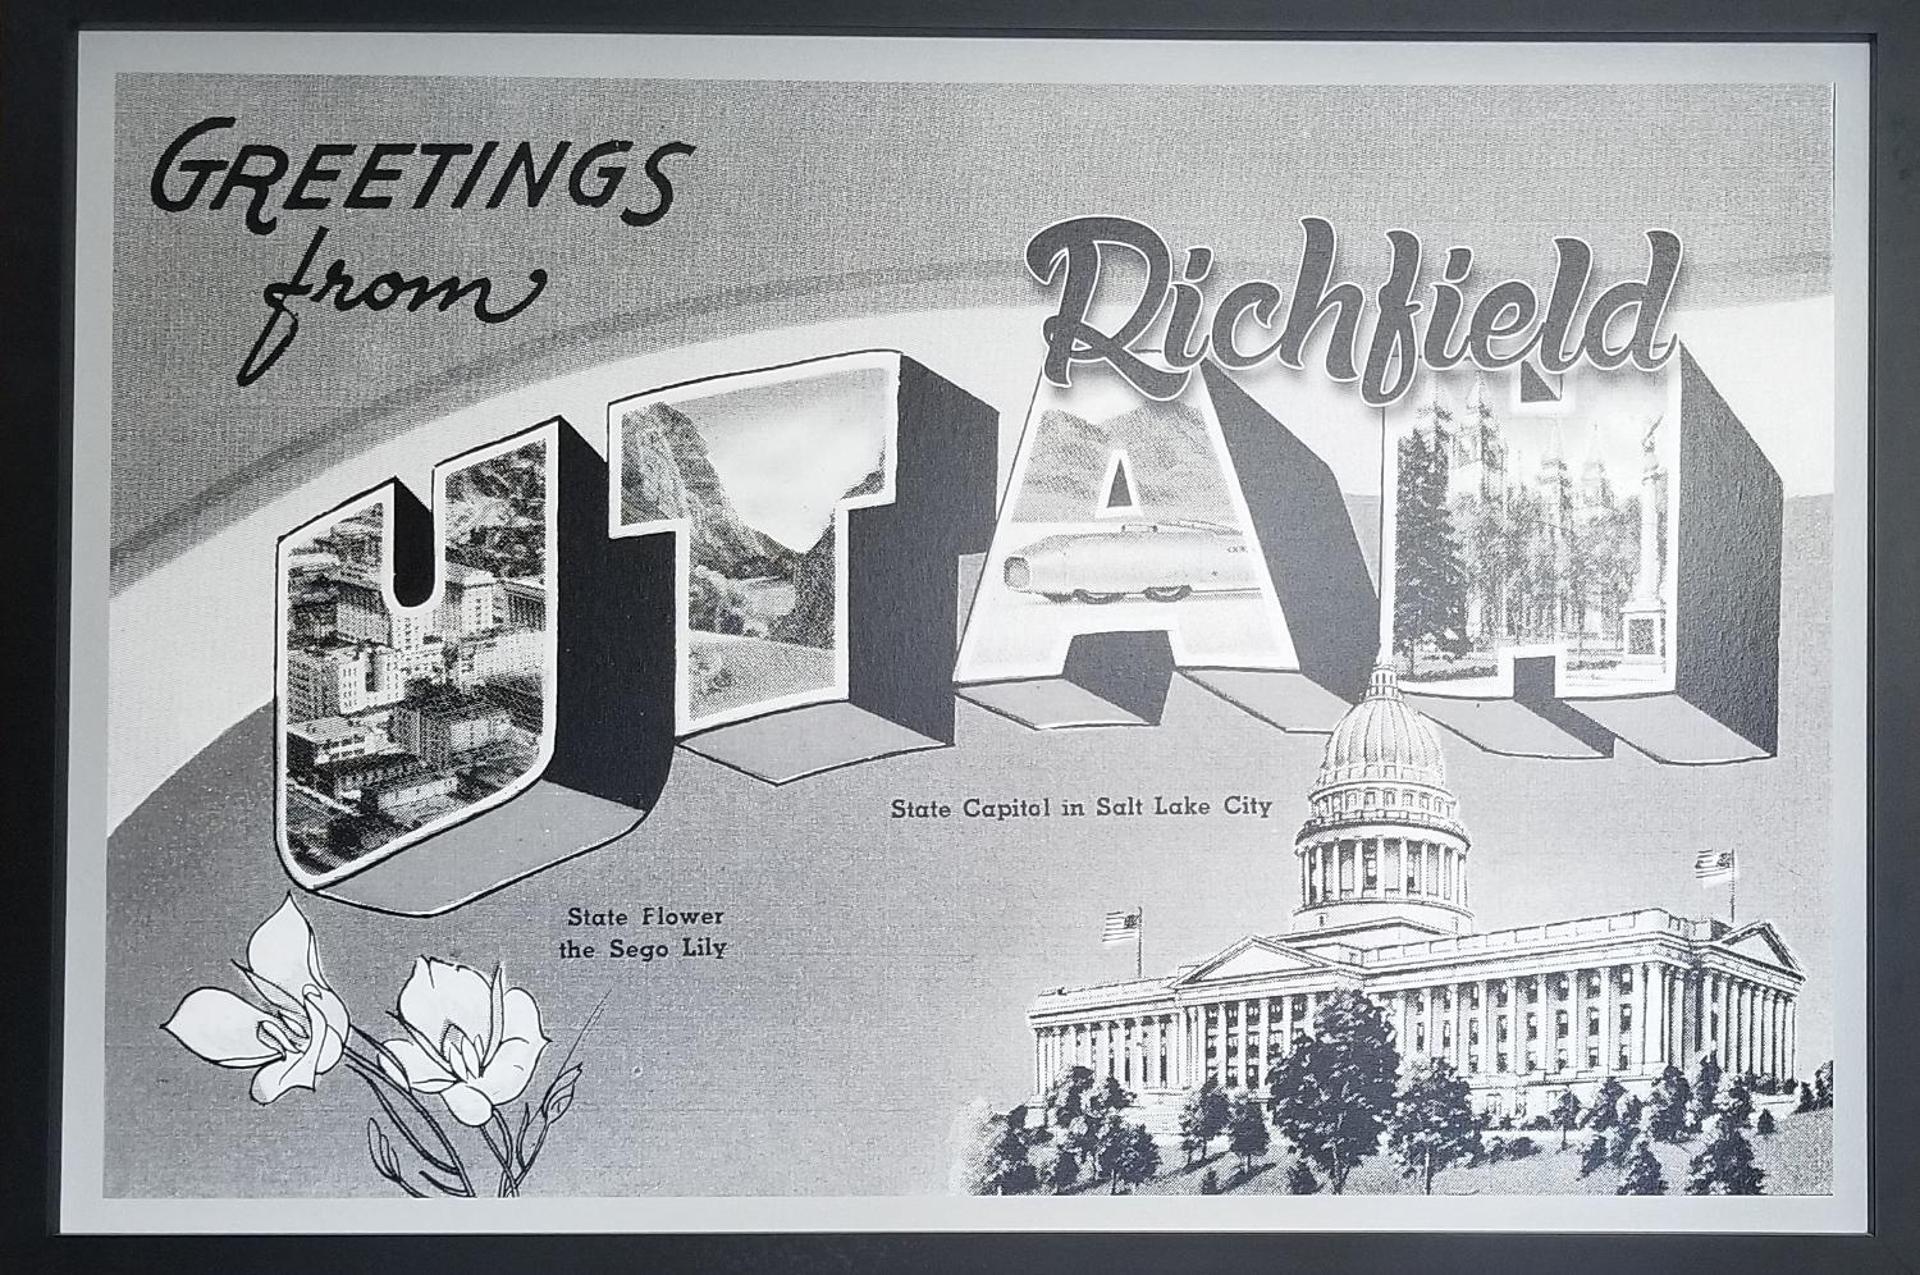 GREETINGS
from
Richfield
UTAH
State Capitol in Salt Lake City
State Flower
the Sego Lily